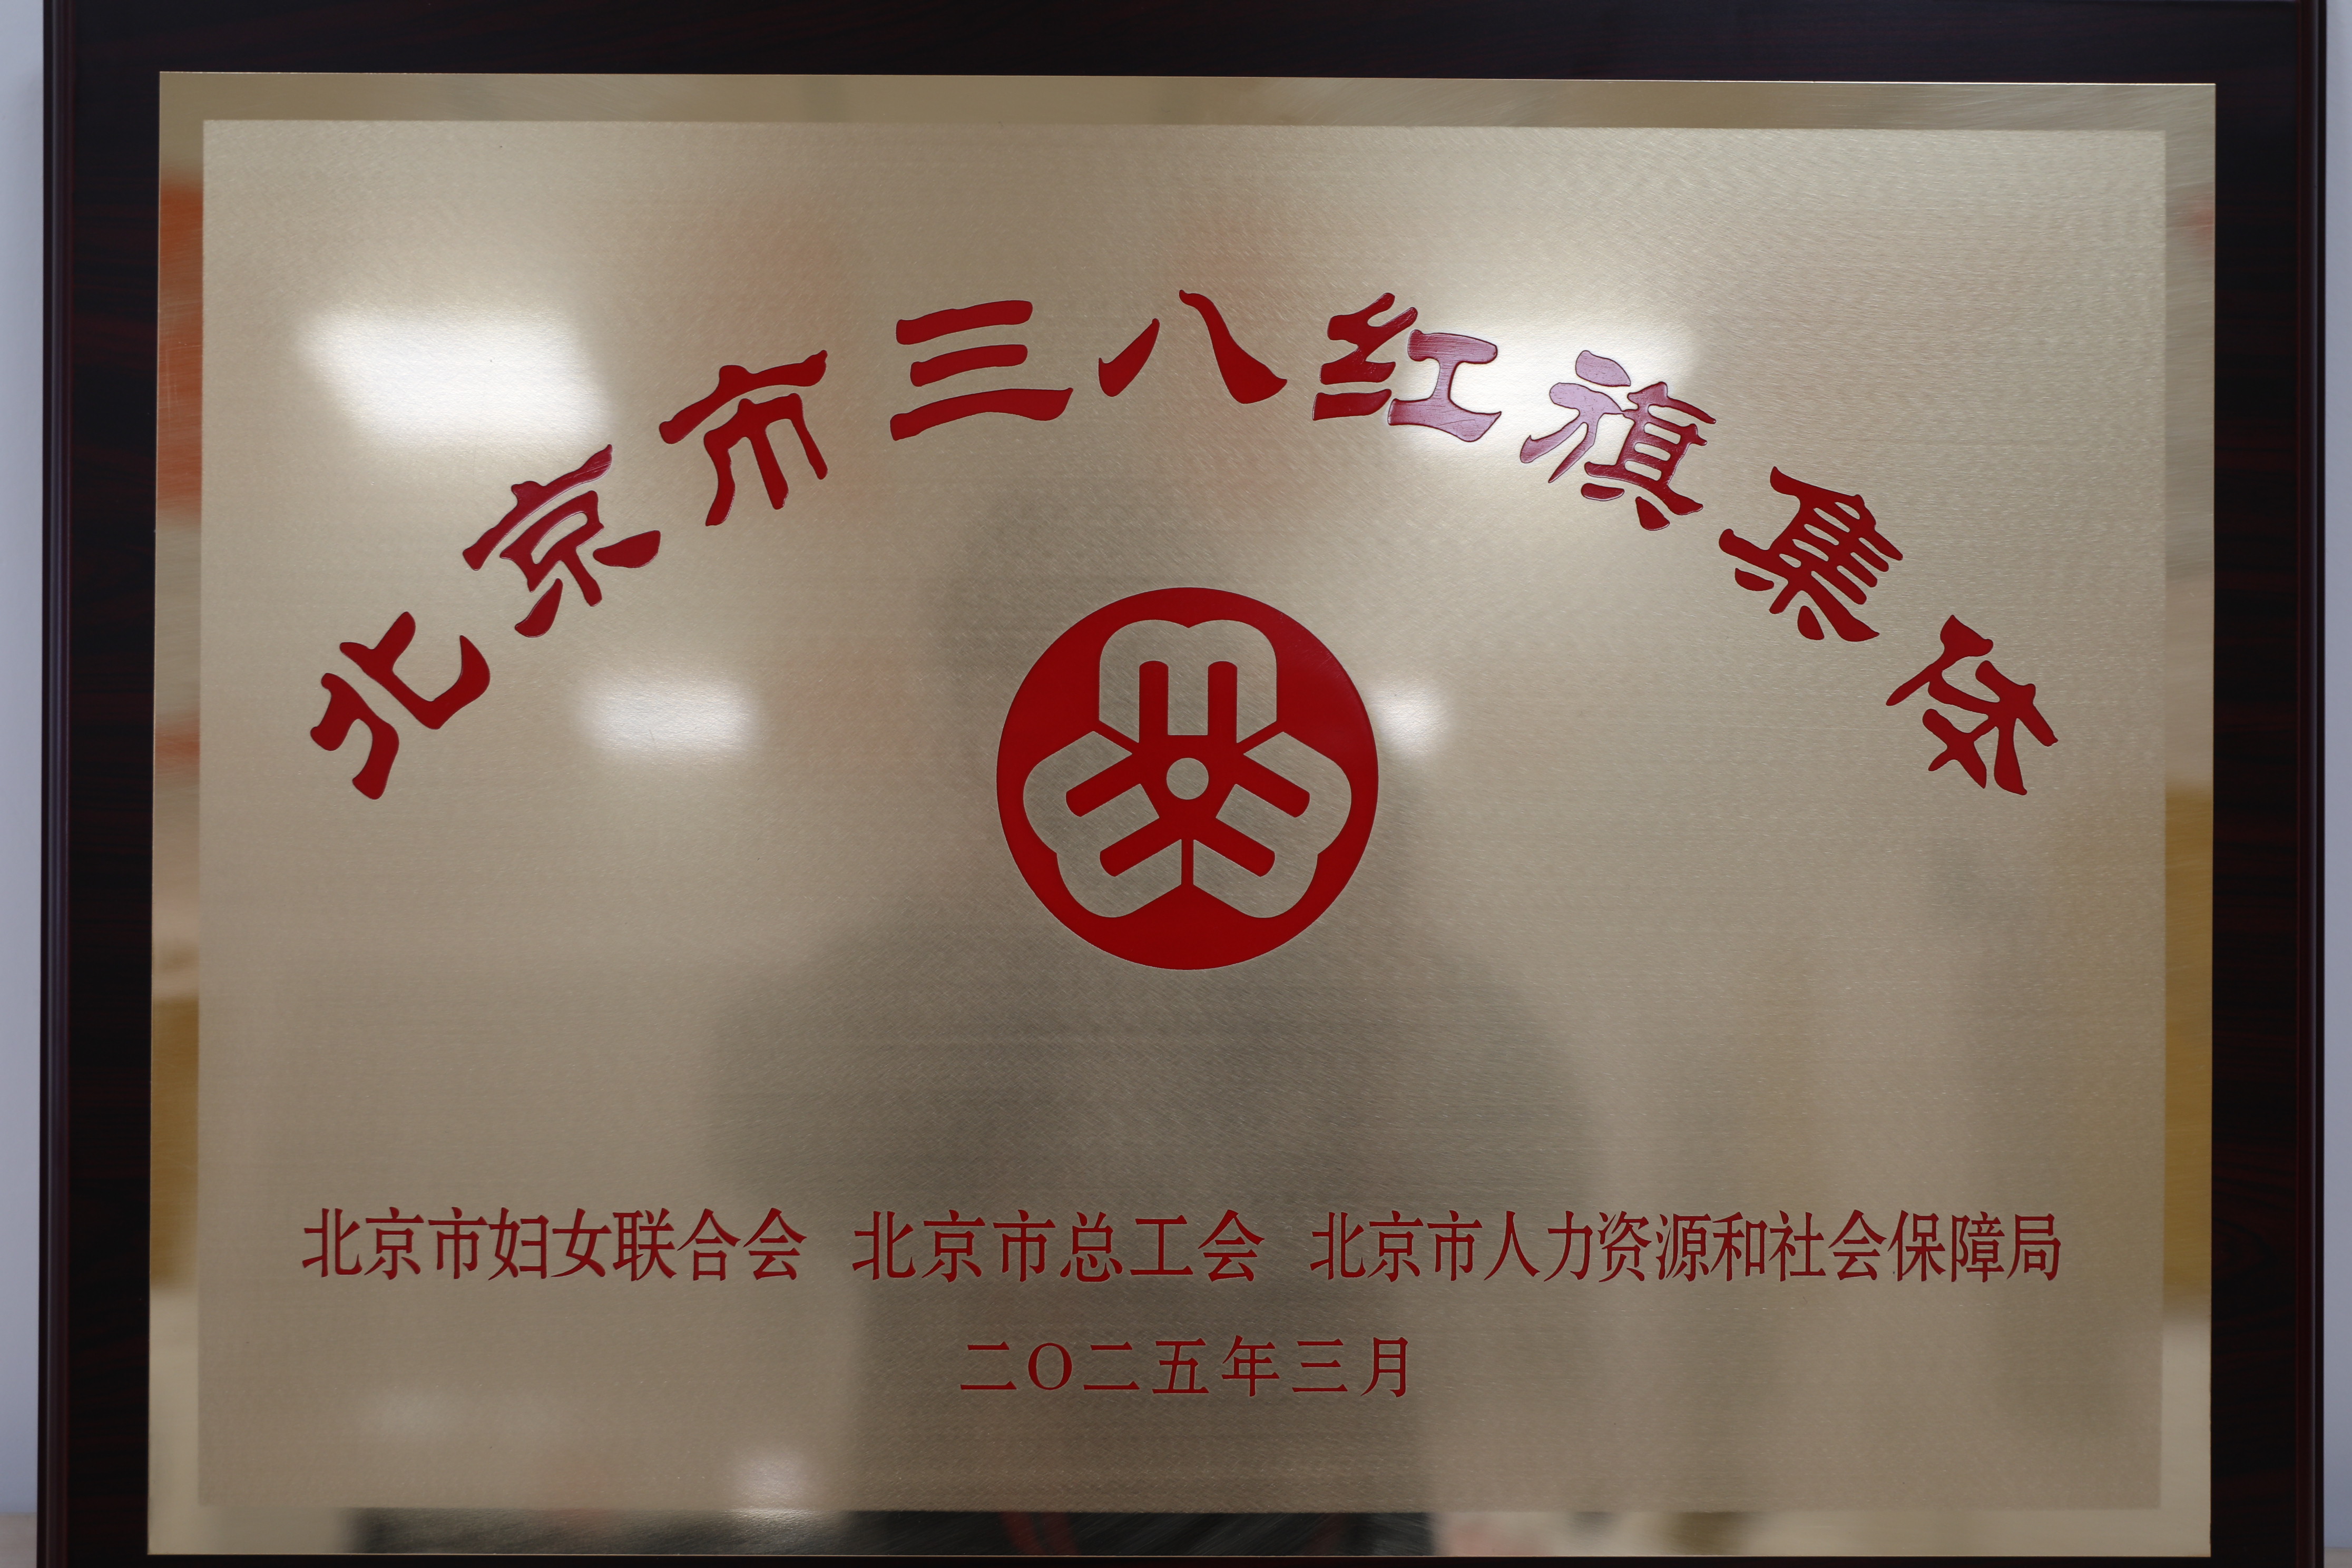 北京市三八红旗集体
北京市妇女联合会 北京市总工会 北京市人力资源和社会保障局
二〇二五年三月